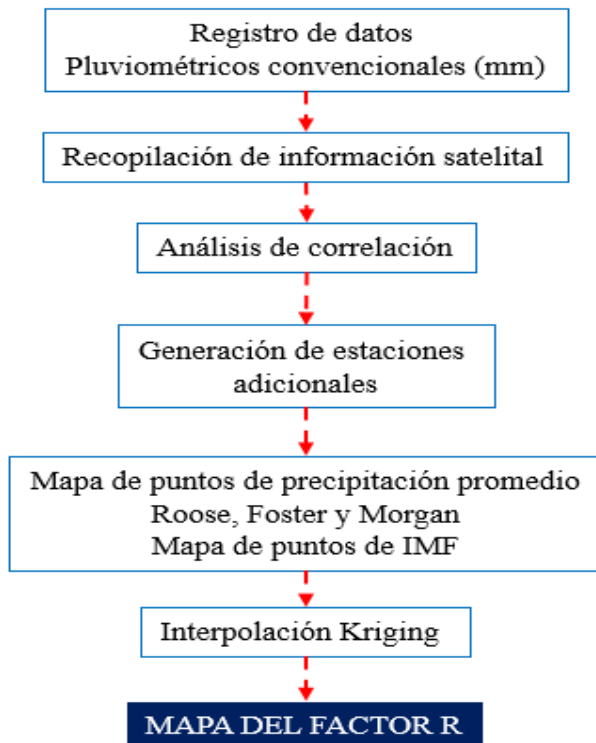 Registro de datos
Pluviométricos convencionales (mm)
Recopilación de información satelital
Análisis de correlación
Generación de estaciones
adicionales
Mapa de puntos de precipitación promedio
Roose, Foster y Morgan
Mapa de puntos de IMF
Interpolación Kriging
MAPA DEL FACTOR R